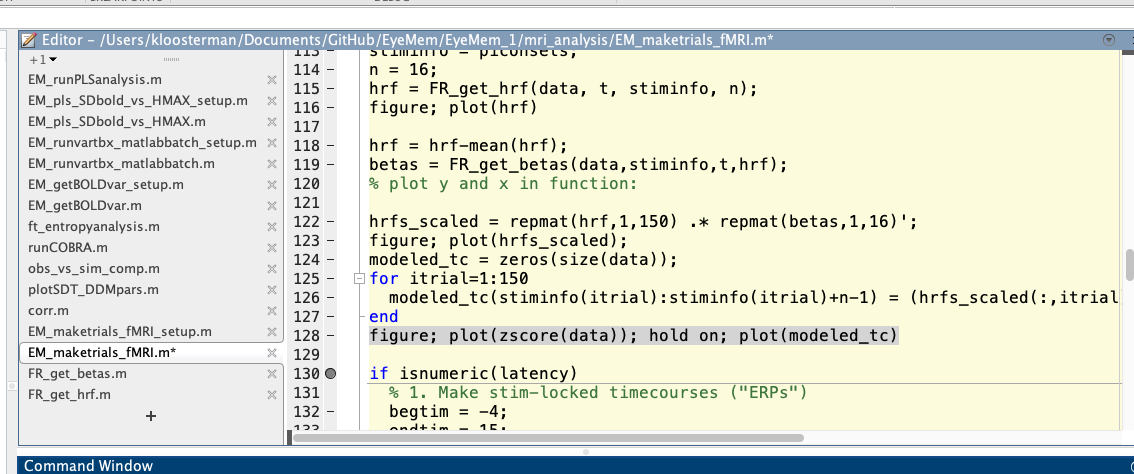 Editor - /Users/kloosterman/Documents/GitHub/EyeMem/EyeMem_1/mri_analysis/EM_maketrials_fMRI.m*
+1
EM_runPLSanalysis.m
EM_pls_SDbold_vs_HMAX_setup.m
EM_pls_SDbold_vs_HMAX.m
EM_runvartbx_matlabbatch_setup.m
EM_runvartbx_matlabbatch.m
EM_getBOLDvar_setup.m
EM_getBOLDvar.m
ft_entropyanalysis.m
runCOBRA.m
obs_vs_sim_comp.m
plotSDT_DDMpars.m
corr.m
EM_maketrials_fMRI_setup.m
EM_maketrials_fMRI.m*
FR_get_betas.m
FR_get_hrf.m
+
113 - stiminfo = piconsets;
114 - n = 16;
115 - hrf = FR_get_hrf(data, t, stiminfo, n);
116 - figure; plot(hrf)
117
118 - hrf = hrf-mean(hrf);
119 - betas = FR_get_betas(data,stiminfo,t,hrf);
120 % plot y and x in function:
121
122 - hrfs_scaled = repmat(hrf,1,150) .* repmat(betas,1,16)';
123 - figure; plot(hrfs_scaled);
124 - modeled_tc = zeros(size(data));
125 - for itrial=1:150
126 - modeled_tc(stiminfo(itrial):stiminfo(itrial)+n-1) = (hrfs_scaled(:,itrial
127 - end
128 - figure; plot(zscore(data)); hold on; plot(modeled_tc)
129
130 if isnumeric(latency)
131 % 1. Make stim-locked timecourses ("ERPs")
132 - begtim = -4;
133 - endtim = 15;
Command Window